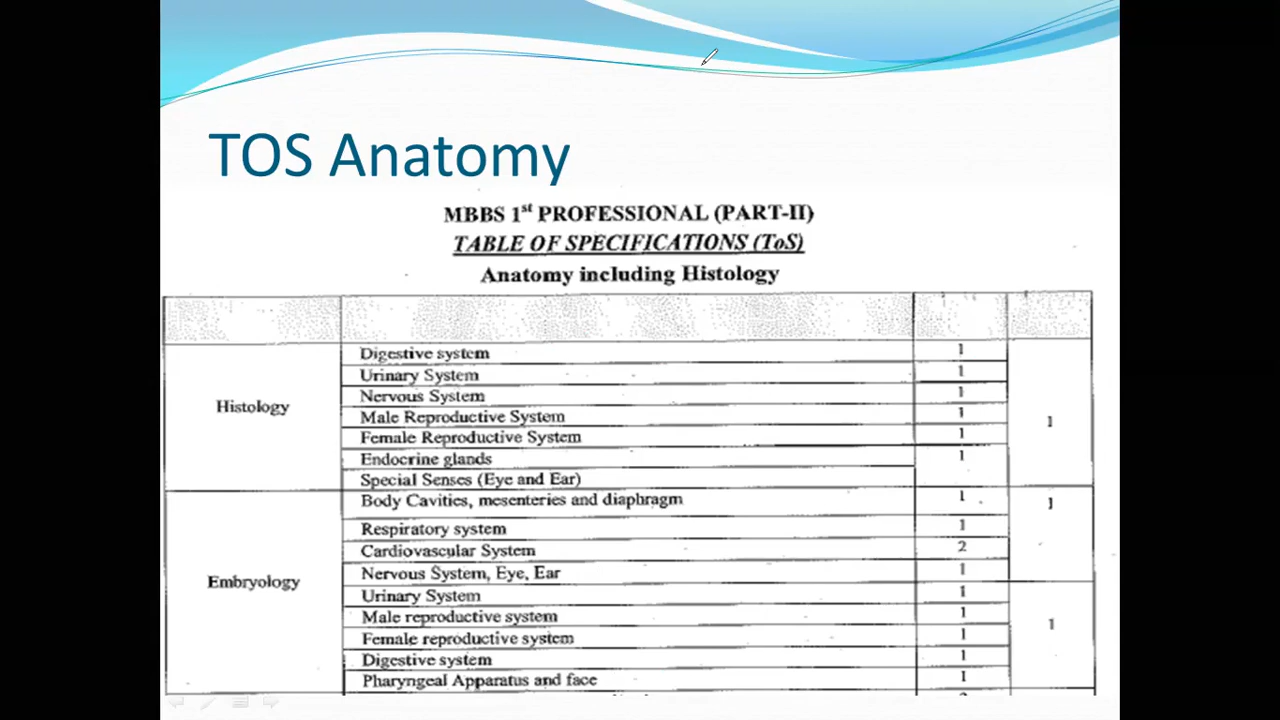 TOS Anatomy
MBBS 1st PROFESSIONAL (PART-II)
TABLE OF SPECIFICATIONS (ToS)
Anatomy including Histology
Digestive system 1
Urinary System 1
Nervous System 1
Histology Male Reproductive System 1 1
Female Reproductive System 1
Endocrine glands 1
Special Senses (Eye and Ear)
Body Cavities, mesenteries and diaphragm 1 1
Respiratory system 1
Cardiovascular System 2
Nervous System, Eye, Ear 1
Embryology Urinary System 1
Male reproductive system 1 1
Female reproductive system 1
Digestive system 1
Pharyngeal Apparatus and face 1